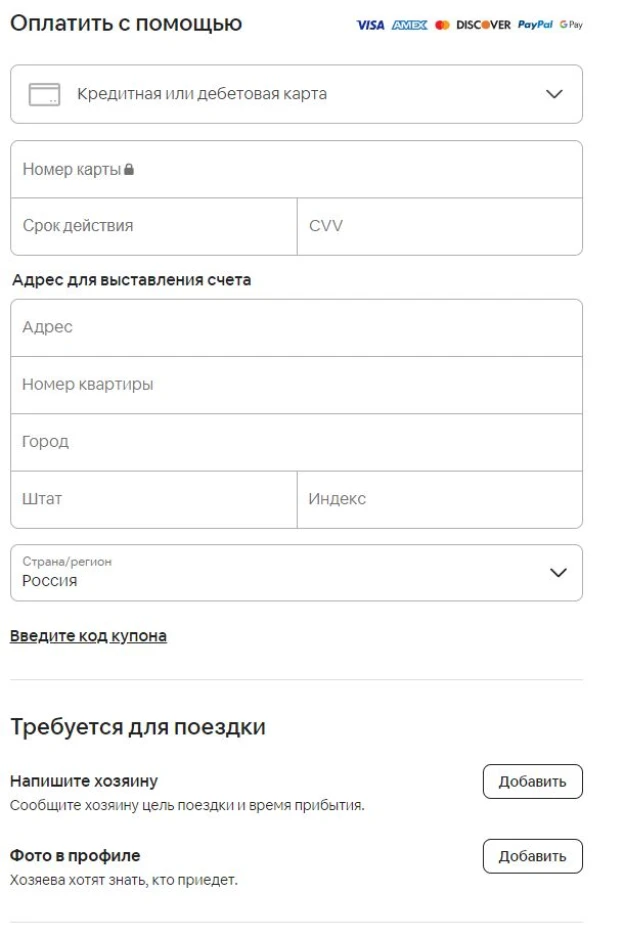 Оплатить с помощью VISA AMEX DISCOVER PayPal G Pay
Кредитная или дебетовая карта
Номер карты
Срок действия CVV
Адрес для выставления счета
Адрес
Номер квартиры
Город
Штат Индекс
Страна/регион
Россия
Введите код купона
Требуется для поездки
Напишите хозяину
Добавить
Сообщите хозяину цель поездки и время прибытия.
Фото в профиле
Добавить
Хозяева хотят знать, кто приедет.